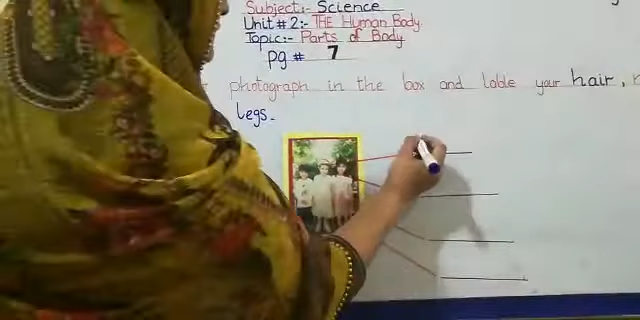 Subject:- Science
Unit # 2:- THE Human Body.
Topic:- Parts of Body
pg # 7
photograph in the box and lable your hair,
legs.